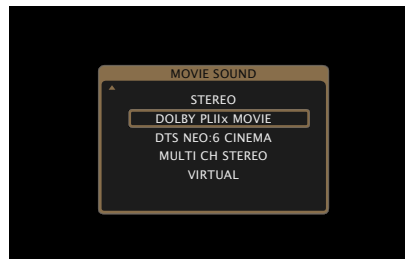 MOVIE SOUND
STEREO
DOLBY PLIIx MOVIE
DTS NEO:6 CINEMA
MULTI CH STEREO
VIRTUAL